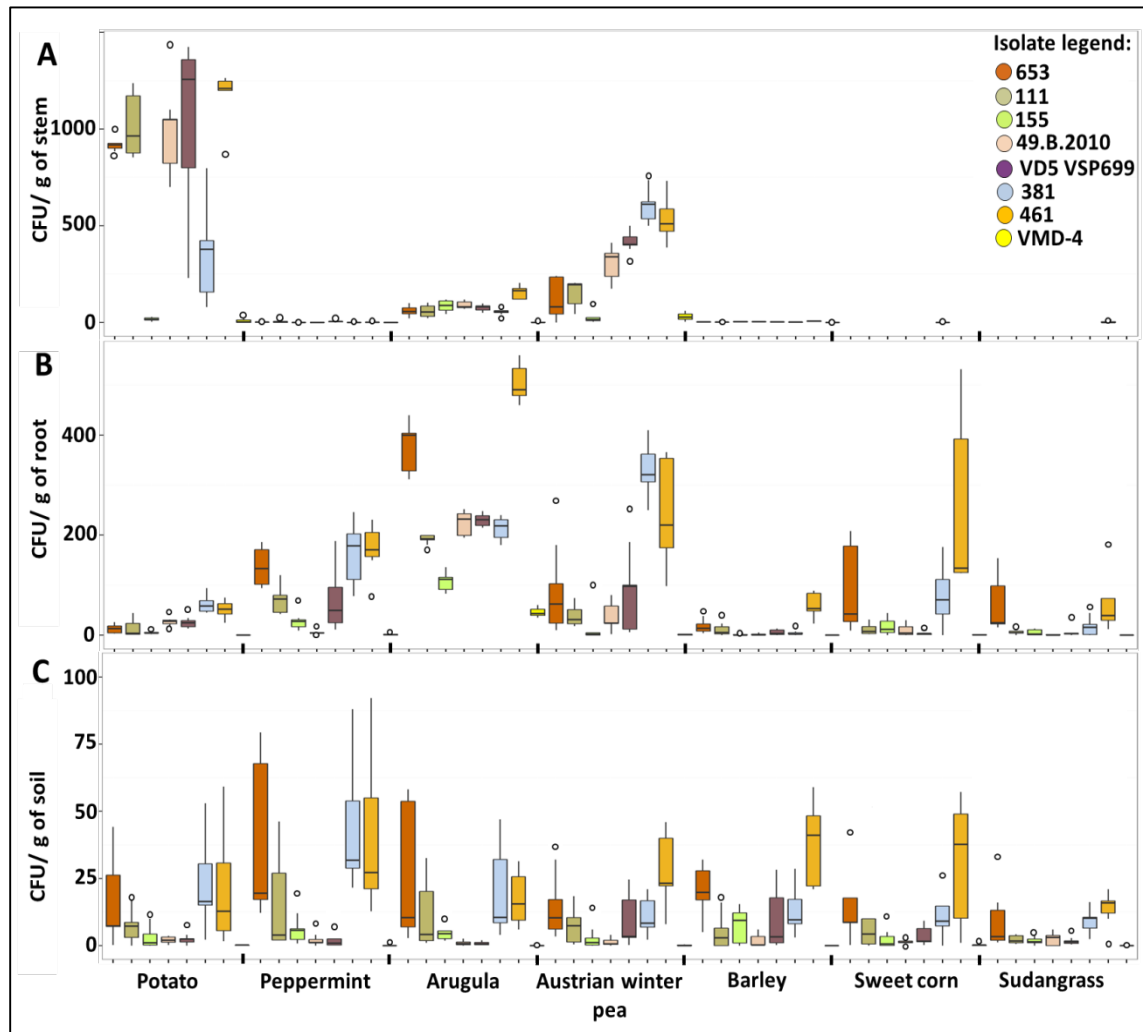 A
CFU/ g of stem
1000
500
0
Isolate legend:
653
111
155
49.B.2010
VD5 VSP699
381
461
VMD-4
B
CFU/ g of root
400
200
0
C
CFU/ g of soil
100
75
50
25
0
Potato
Peppermint
Arugula
Austrian winter
pea
Barley
Sweet corn
Sudangrass